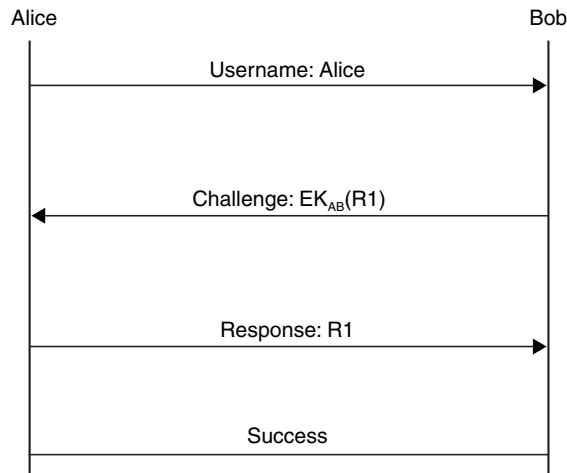 Alice
Bob
Username: Alice
Challenge: EK_AB(R1)
Response: R1
Success